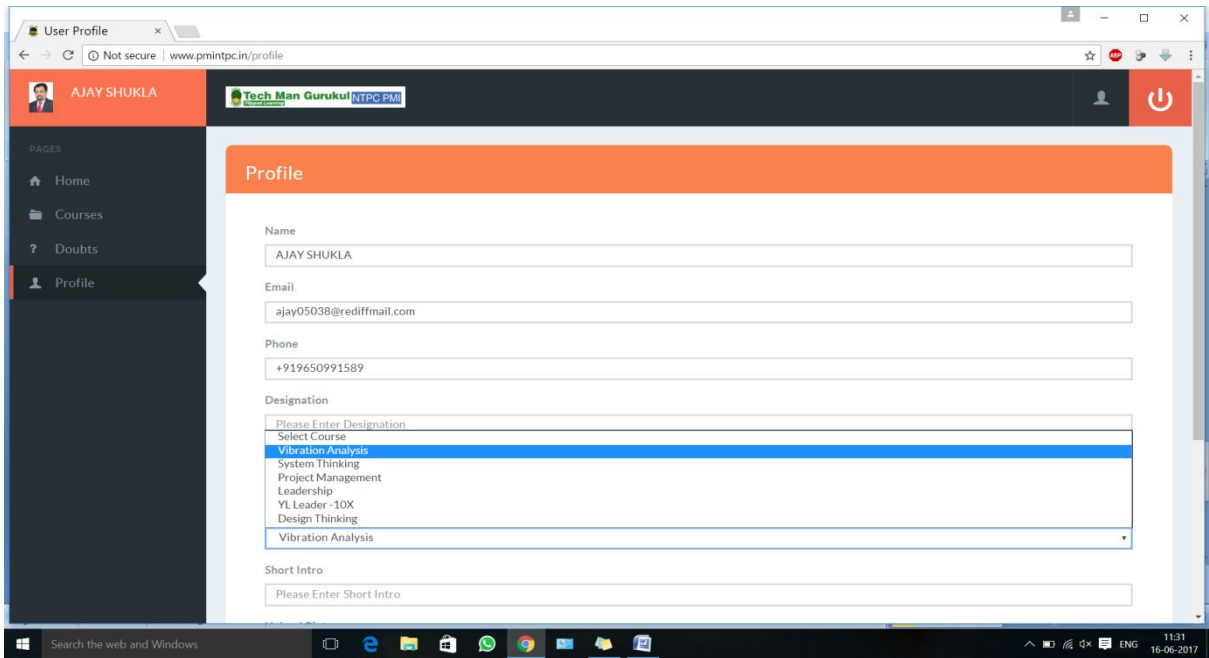 User Profile
Not secure | www.pmintpc.in/profile
ABP
AJAY SHUKLA
Tech Man Gurukul NTPC PMI
Flipped Learning
PAGES
Home
Courses
? Doubts
Profile
Profile
Name
AJAY SHUKLA
Email
ajay05038@rediffmail.com
Phone
+919650991589
Designation
Please Enter Designation
Select Course
Vibration Analysis
System Thinking
Project Management
Leadership
YL Leader -10X
Design Thinking
Vibration Analysis
Short Intro
Please Enter Short Intro
Search the web and Windows
ENG
11:31
16-06-2017